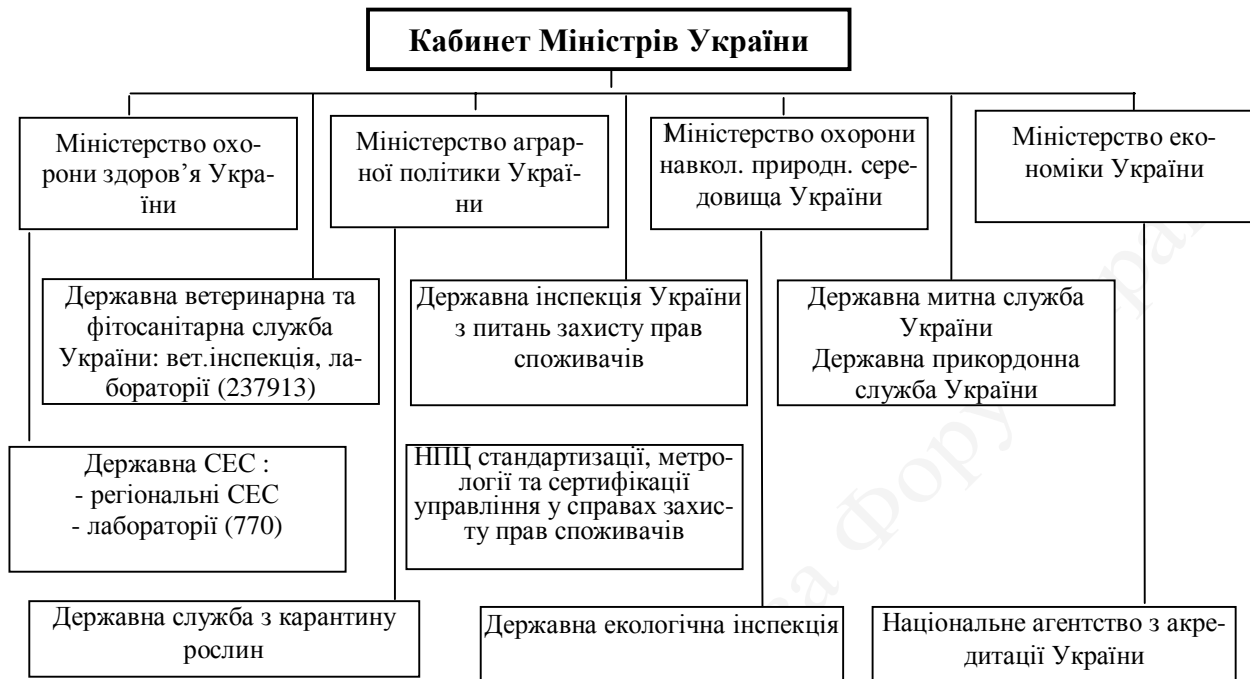 Кабинет Міністрів України
Міністерство охо-
рони здоров’я Укра-
їни
Міністерство аграр-
ної політики Украї-
ни
Міністерство охорони
навкол. природн. сере-
довища України
Міністерство еко-
номіки України
Державна ветеринарна та
фітосанітарна служба
України: вет.інспекція, ла-
бораторії (237913)
Державна інспекція України
з питань захисту прав
споживачів
Державна митна служба
України
Державна прикордонна
служба України
Державна СЕС :
- регіональні СЕС
- лабораторії (770)
НПЦ стандартизації, метро-
логії та сертифікації
управління у справах захис-
ту прав споживачів
Державна служба з карантину
рослин
Державна екологічна інспекція
Національне агентство з акре-
дитації України